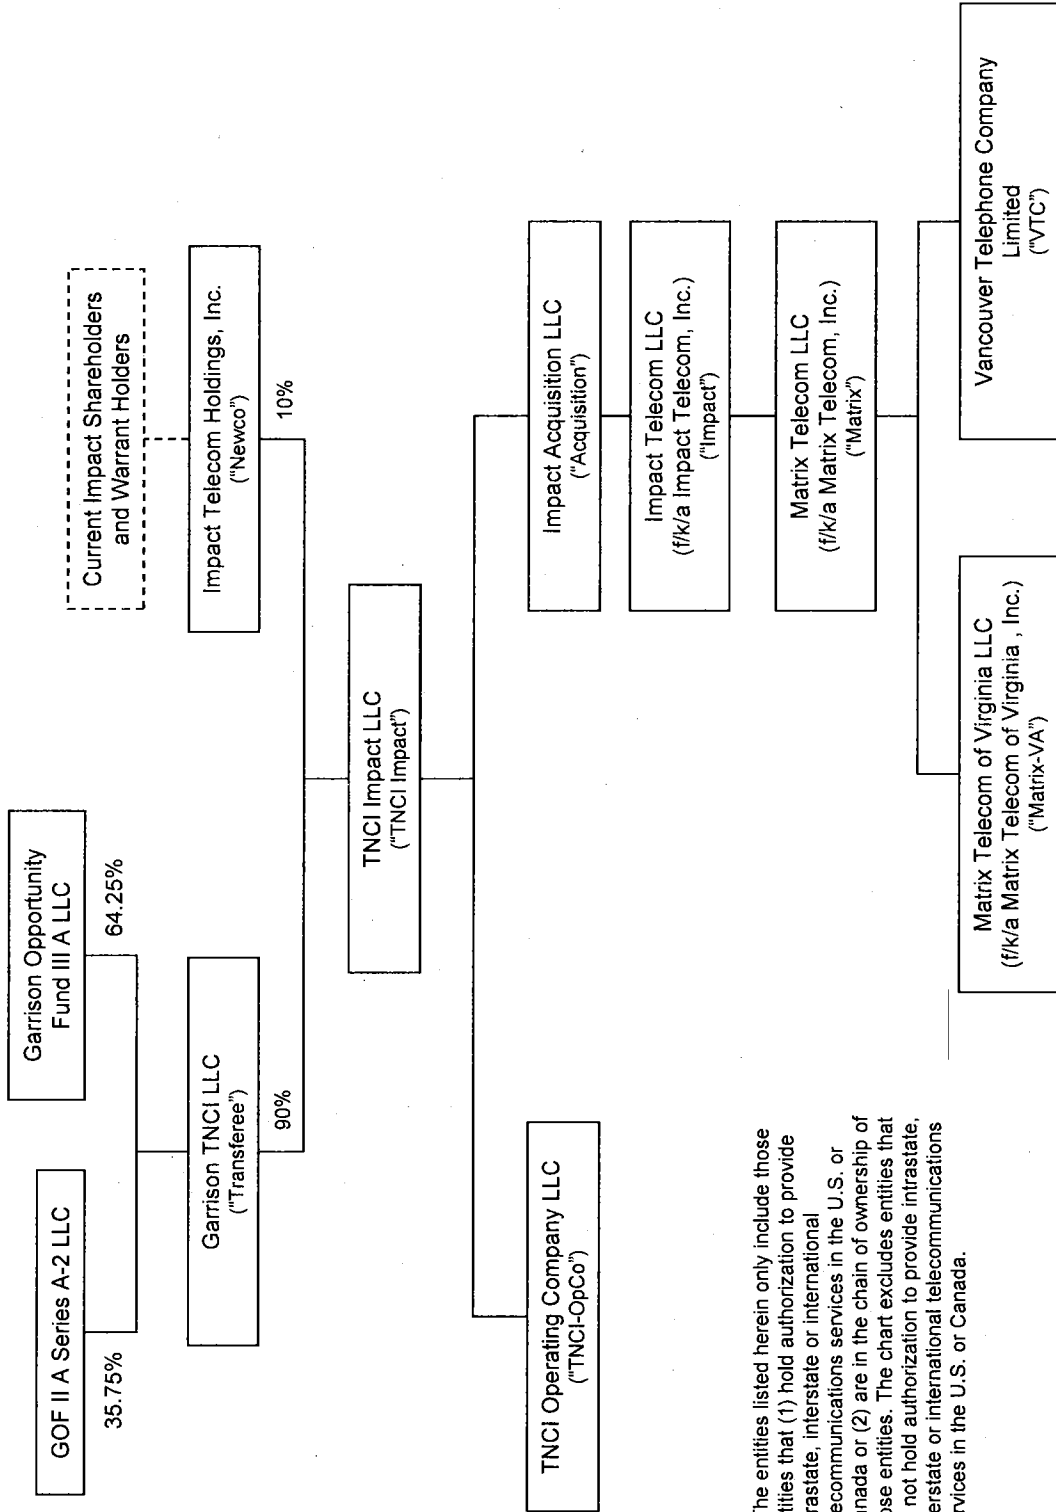 GOF II A Series A-2 LLC
Garrison Opportunity
Fund III A LLC
35.75%
64.25%
Garrison TNCI LLC
("Transferee")
90%
Current Impact Shareholders
and Warrant Holders
Impact Telecom Holdings, Inc.
("Newco")
10%
TNCI Impact LLC
("TNCI Impact")
TNCI Operating Company LLC
("TNCI-OpCo")
Impact Acquisition LLC
("Acquisition")
Impact Telecom LLC
(f/k/a Impact Telecom, Inc.)
("Impact")
Matrix Telecom LLC
(f/k/a Matrix Telecom, Inc.)
("Matrix")
Matrix Telecom of Virginia LLC
(f/k/a Matrix Telecom of Virginia , Inc.)
("Matrix-VA")
Vancouver Telephone Company
Limited
("VTC")
he entities listed herein only include those
tities that (1) hold authorization to provide
rastate, interstate or international
ecommunications services in the U.S. or
nada or (2) are in the chain of ownership of
ose entities. The chart excludes entities that
not hold authorization to provide intrastate,
erstate or international telecommunications
rvices in the U.S. or Canada.